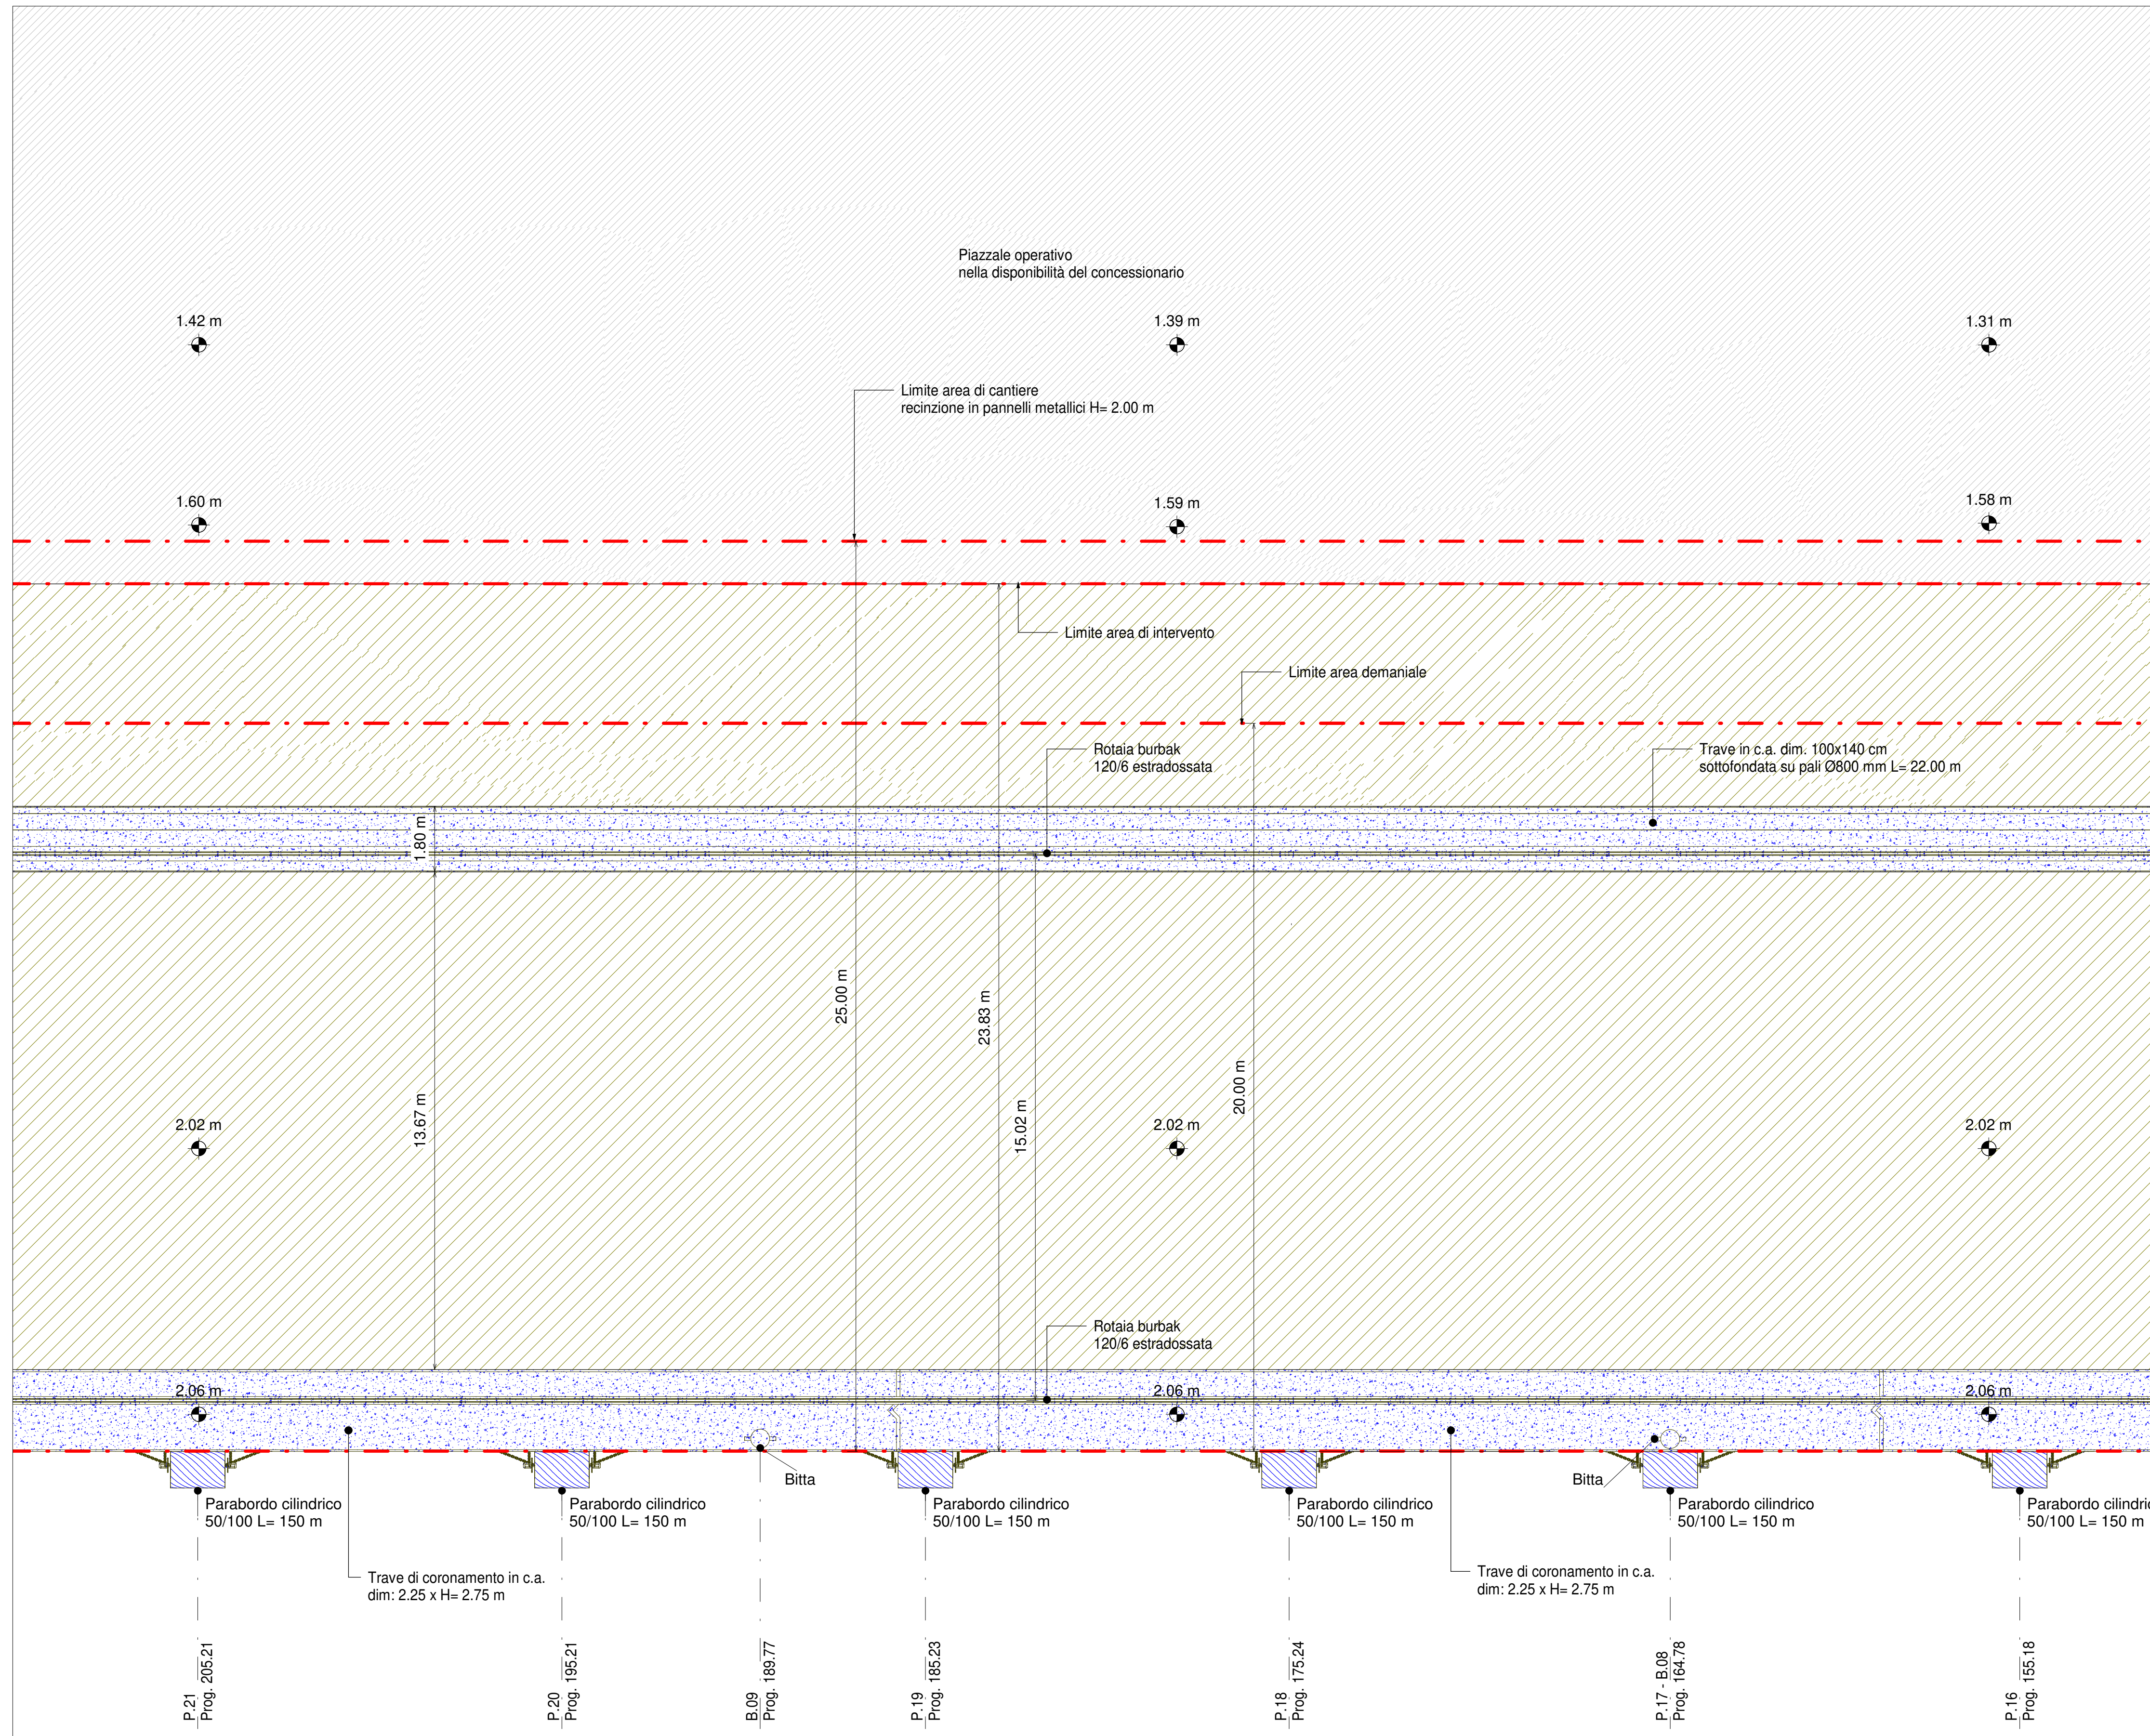 Piazzale operativo
nella disponibilità del concessionario
1.42 m
1.39 m
1.31 m
Limite area di cantiere
recinzione in pannelli metallici H= 2.00 m
1.60 m
1.59 m
1.58 m
Limite area di intervento
Limite area demaniale
Rotaia burbak
120/6 estradossata
Trave in c.a. dim. 100x140 cm
sottofondata su pali Ø800 mm L= 22.00 m
1.80 m
25.00 m
23.83 m
20.00 m
15.02 m
13.67 m
2.02 m
2.02 m
2.02 m
Rotaia burbak
120/6 estradossata
2.06 m
2.06 m
2.06 m
Bitta
Bitta
Parabordo cilindrico
50/100 L= 150 m
Parabordo cilindrico
50/100 L= 150 m
Parabordo cilindrico
50/100 L= 150 m
Parabordo cilindrico
50/100 L= 150 m
Parabordo cilindrico
50/100 L= 150 m
Parabordo cilindric
50/100 L= 150 m
Trave di coronamento in c.a.
dim: 2.25 x H= 2.75 m
Trave di coronamento in c.a.
dim: 2.25 x H= 2.75 m
P.21
Prog. 205.21
P.20
Prog. 195.21
B.09
Prog. 189.77
P.19
Prog. 185.23
P.18
Prog. 175.24
P.17 - B.08
Prog. 164.78
P.16
Prog. 155.18